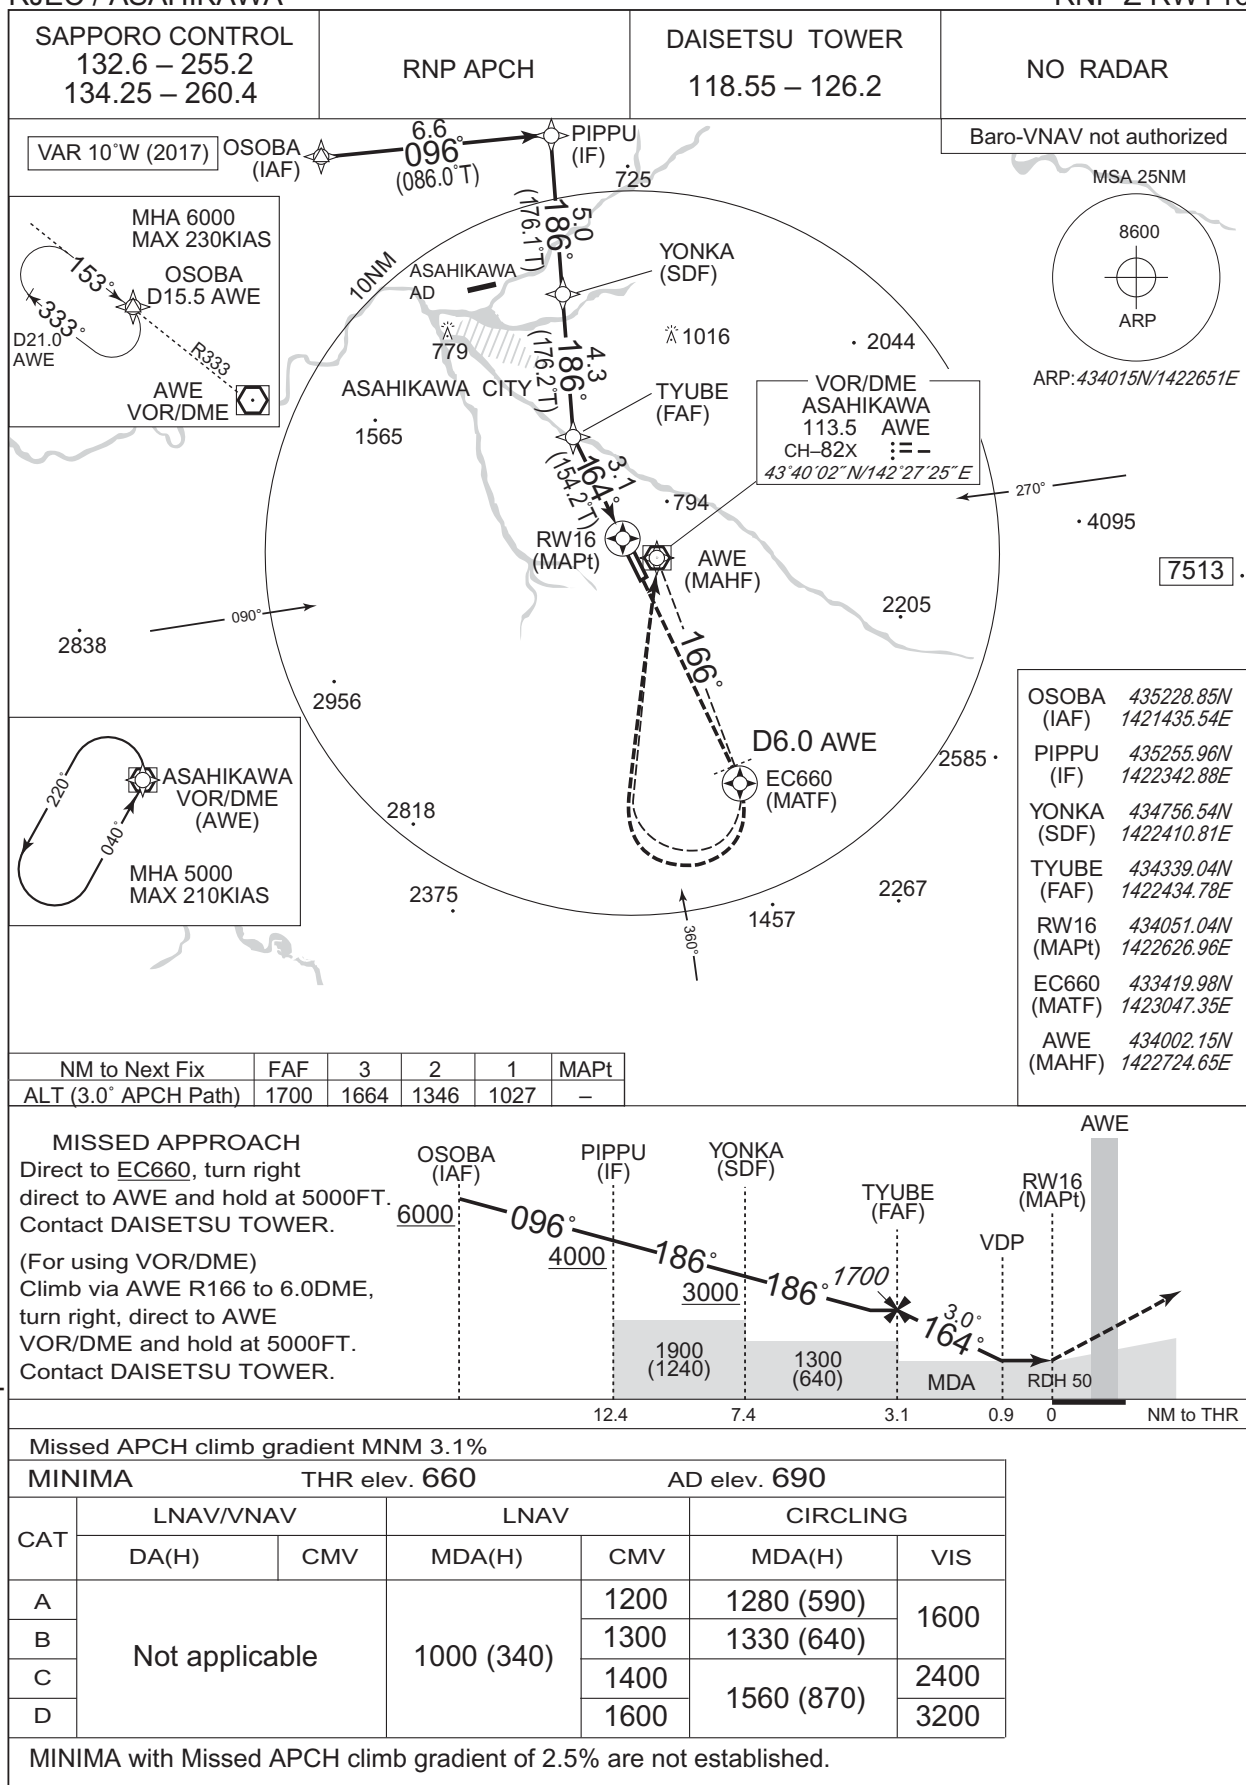 RJEC / ASAHIKAWA
RNP Z RWY16
SAPPORO CONTROL
132.6 – 255.2
134.25 – 260.4
RNP APCH
DAISETSU TOWER
118.55 – 126.2
NO RADAR
Baro-VNAV not authorized
VAR 10˚W (2017)
OSOBA
(IAF)
6.6
096˚
(086.0˚T)
PIPPU
(IF)
725
MSA 25NM
8600
ARP
ARP:434015N/1422651E
MHA 6000
MAX 230KIAS
OSOBA
D15.5 AWE
153˚
333˚
D21.0
AWE
R333
AWE
VOR/DME
10NM
5.0
186˚
(176.1˚T)
ASAHIKAWA
AD
YONKA
(SDF)
779
1016
2044
4.3
186˚
(176.2˚T)
ASAHIKAWA CITY
TYUBE
(FAF)
1565
VOR/DME
ASAHIKAWA
113.5 AWE
CH–82X
43˚40´02˝N/142˚27´25˝E
3.1
164˚
(154.2˚T)
794
270°
4095
RW16
(MAPt)
AWE
(MAHF)
7513
2205
090°
2838
2956
166˚
D6.0 AWE
EC660
(MATF)
2585
220°
040°
ASAHIKAWA
VOR/DME
(AWE)
MHA 5000
MAX 210KIAS
2818
2375
1457
2267
360°
OSOBA 435228.85N
(IAF) 1421435.54E
PIPPU 435255.96N
(IF) 1422342.88E
YONKA 434756.54N
(SDF) 1422410.81E
TYUBE 434339.04N
(FAF) 1422434.78E
RW16 434051.04N
(MAPt) 1422626.96E
EC660 433419.98N
(MATF) 1423047.35E
AWE 434002.15N
(MAHF) 1422724.65E
NM to Next Fix FAF 3 2 1 MAPt
ALT (3.0˚ APCH Path) 1700 1664 1346 1027 –
MISSED APPROACH
Direct to EC660, turn right
direct to AWE and hold at 5000FT.
Contact DAISETSU TOWER.
(For using VOR/DME)
Climb via AWE R166 to 6.0DME,
turn right, direct to AWE
VOR/DME and hold at 5000FT.
Contact DAISETSU TOWER.
OSOBA
(IAF)
PIPPU
(IF)
YONKA
(SDF)
TYUBE
(FAF)
VDP
RW16
(MAPt)
AWE
6000
096˚
4000
186˚
3000
186˚
1700
3.0˚
164˚
1900
(1240)
1300
(640)
MDA
RDH 50
12.4 7.4 3.1 0.9 0 NM to THR
Missed APCH climb gradient MNM 3.1%
MINIMA THR elev. 660 AD elev. 690
CAT LNAV/VNAV LNAV CIRCLING
DA(H) CMV MDA(H) CMV MDA(H) VIS
A Not applicable 1000 (340) 1200 1280 (590) 1600
B 1300 1330 (640)
C 1400 1560 (870) 2400
D 1600 3200
MINIMA with Missed APCH climb gradient of 2.5% are not established.